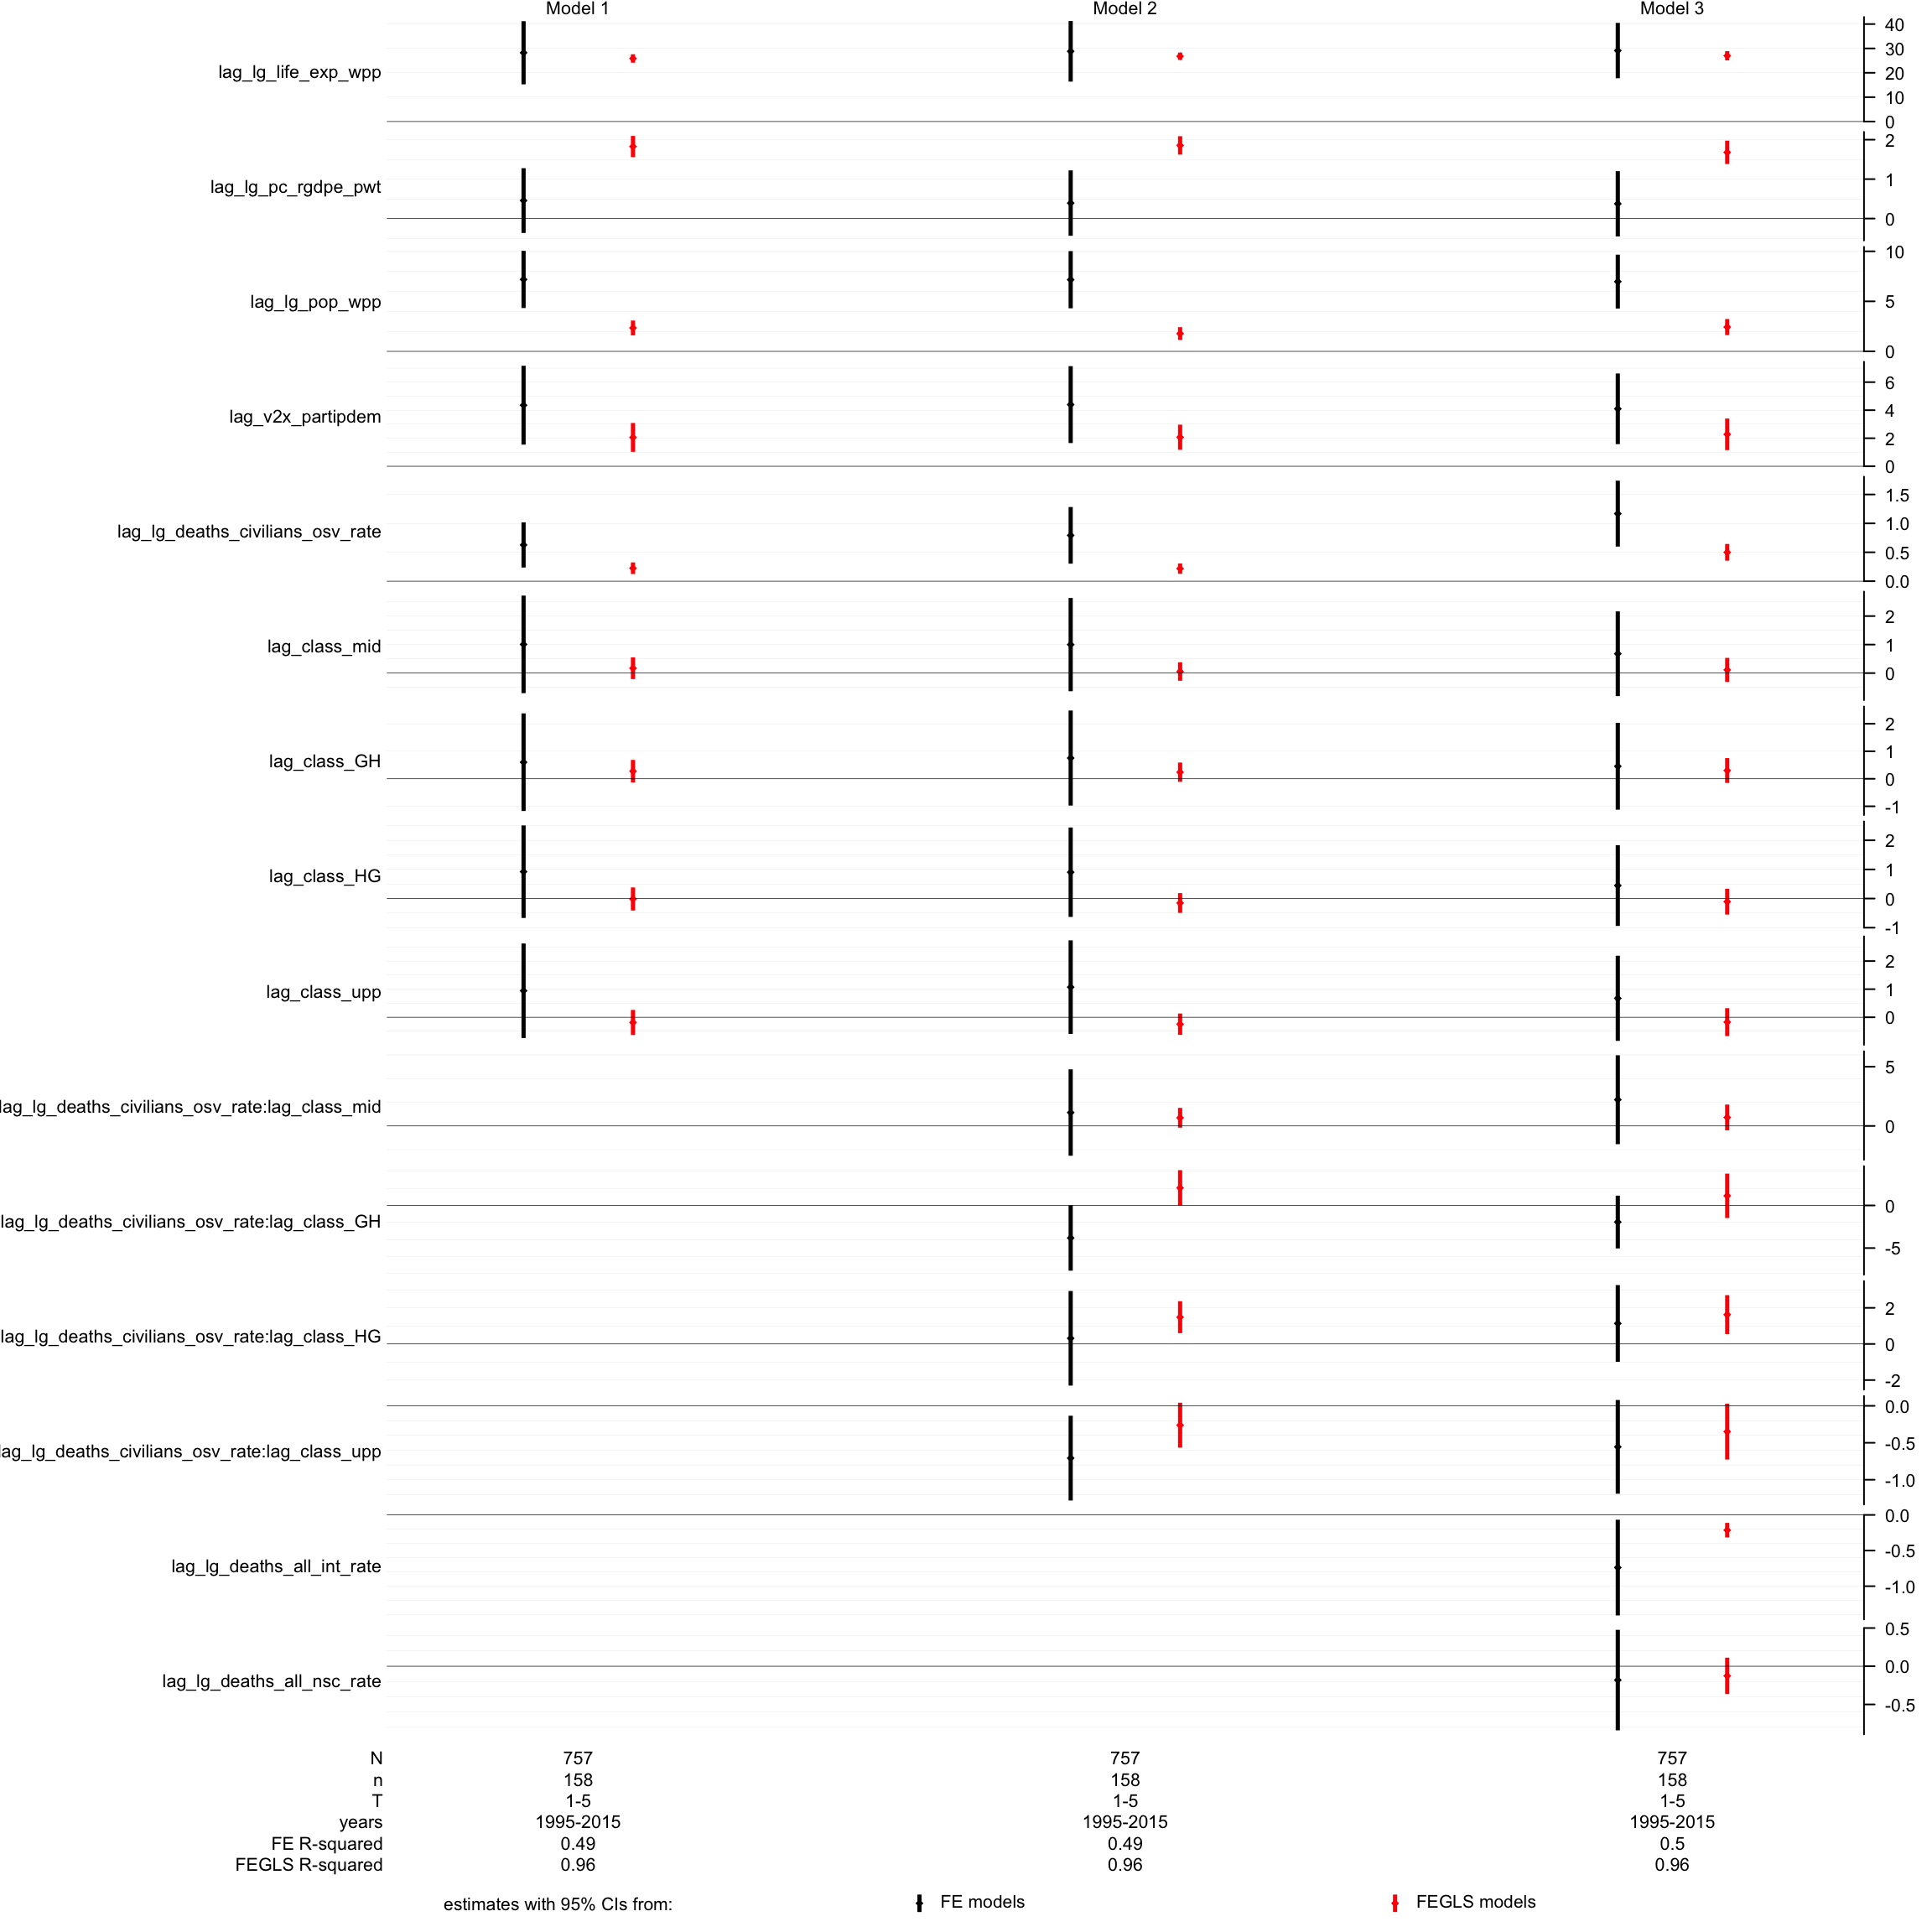 Model 1 Model 2 Model 3
40
30
lag_lg_life_exp_wpp 20
10
0
2
lag_lg_pc_rgdpe_pwt 1
0
10
lag_lg_pop_wpp 5
0
6
lag_v2x_partipdem 4
2
0
1.5
lag_lg_deaths_civilians_osv_rate 1.0
0.5
0.0
2
lag_class_mid 1
0
2
lag_class_GH 1
0
-1
2
lag_class_HG 1
0
-1
2
lag_class_upp 1
0
5
lag_lg_deaths_civilians_osv_rate:lag_class_mid 0
0
lag_lg_deaths_civilians_osv_rate:lag_class_GH -5
2
lag_lg_deaths_civilians_osv_rate:lag_class_HG 0
-2
0.0
-0.5
lag_lg_deaths_civilians_osv_rate:lag_class_upp
-1.0
0.0
-0.5
lag_lg_deaths_all_int_rate
-1.0
0.5
0.0
lag_lg_deaths_all_nsc_rate
-0.5
N 757 757 757
n 158 158 158
T 1-5 1-5 1-5
years 1995-2015 1995-2015 1995-2015
FE R-squared 0.49 0.49 0.5
FEGLS R-squared 0.96 0.96 0.96
estimates with 95% CIs from: FE models FEGLS models